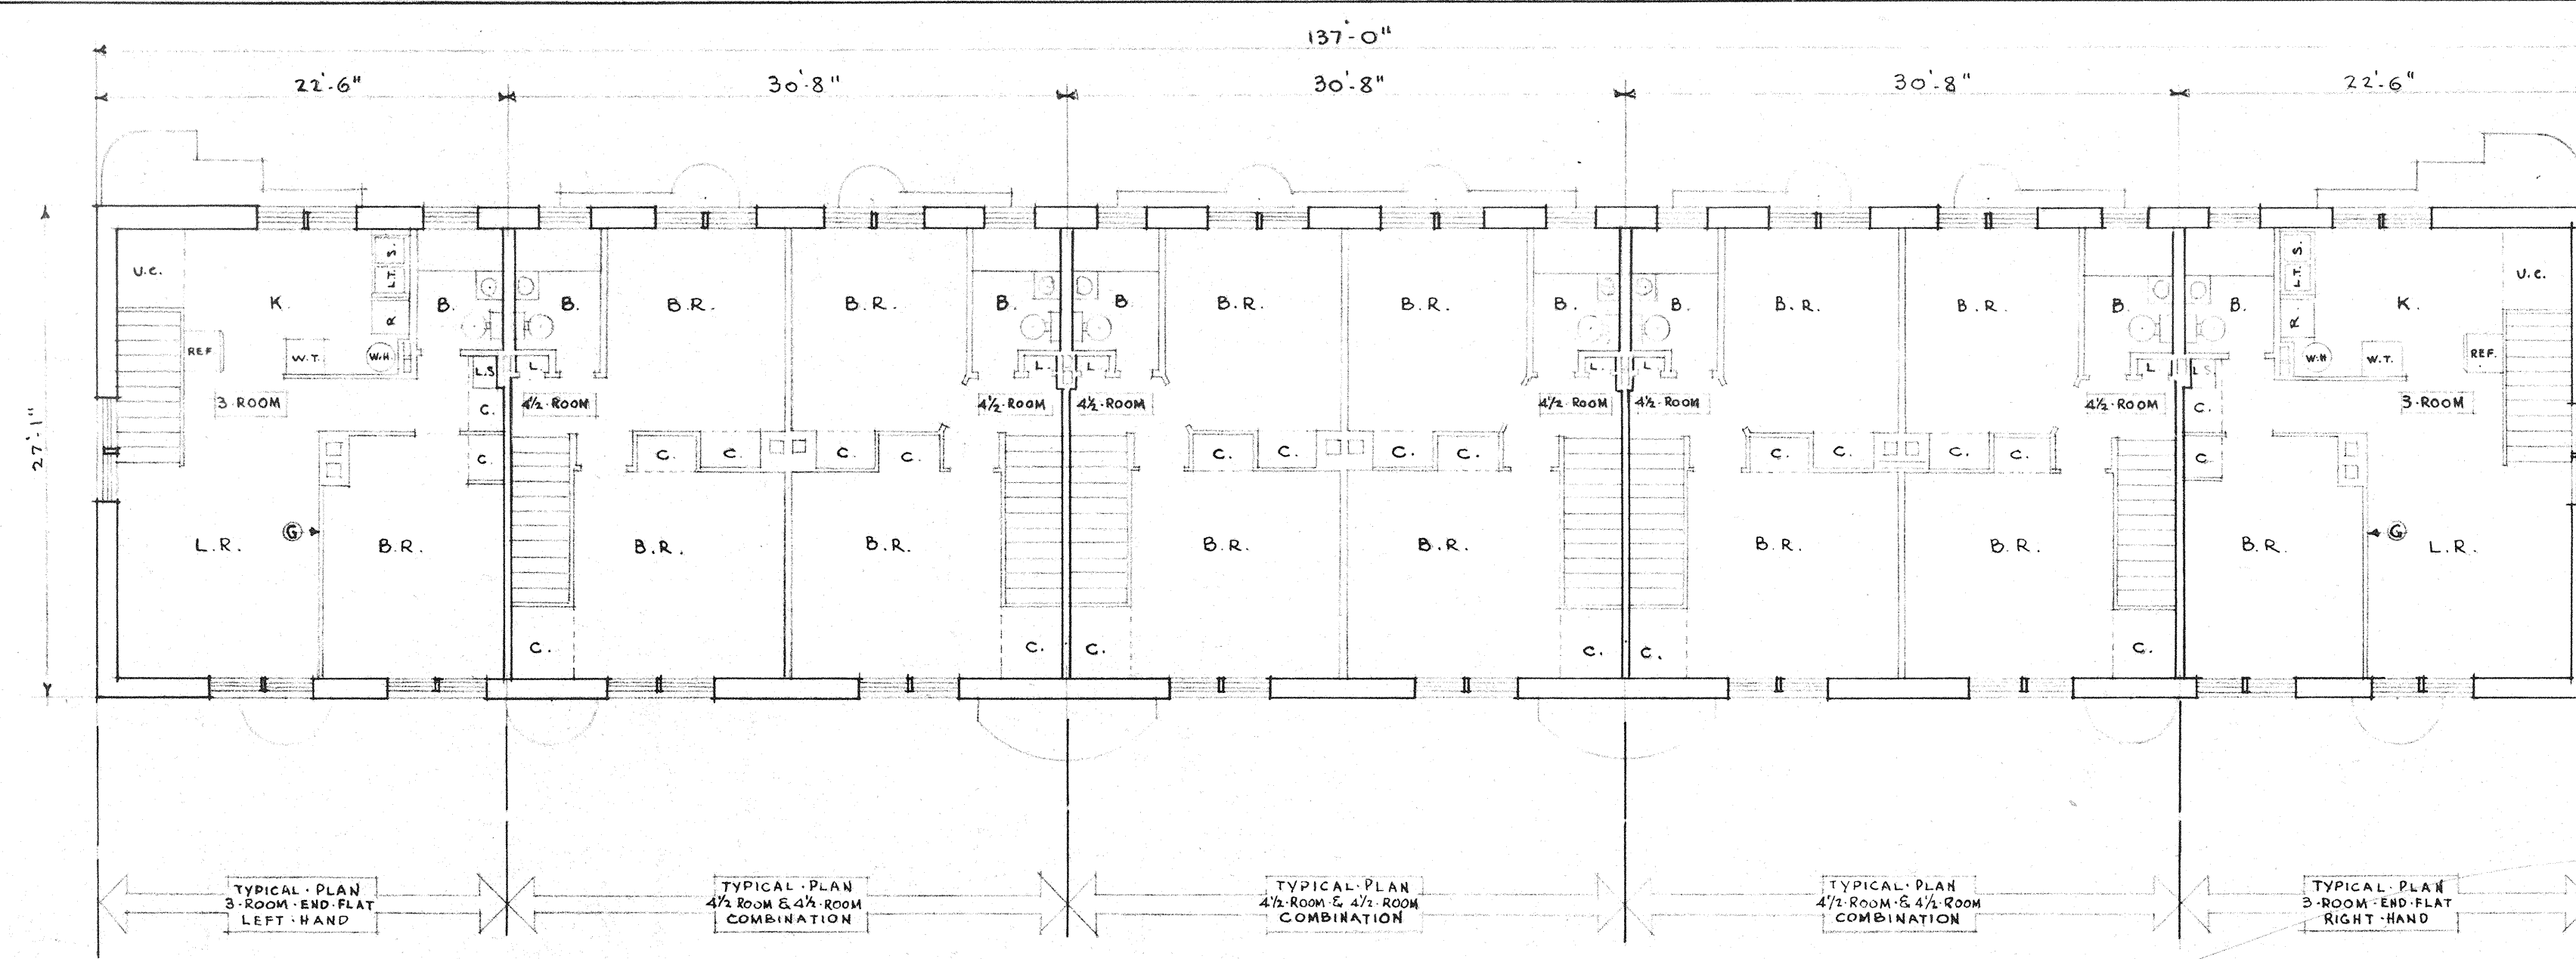 137'-0"
22'-6" 30'-8" 30'-8" 30'-8" 22'-6"
27'-1"
U.C. K. S. L.T. R B. B. B.R. B.R. B. B. B.R. B.R. B. B. B.R. B.R. B. B. S. L.T. R. K. U.C.
REF W.T. W.H. L.S L. L. L. L. L. L. L S W.H W.T. REF.
3·ROOM C. 4½·ROOM 4½·ROOM 4½·ROOM 4½·ROOM 4½·ROOM 4½·ROOM C. 3·ROOM
C. C. C. C. C. C. C. C. C. C. C. C. C. C
L.R. G B.R. B.R. B.R. B.R. B.R. B.R. B.R. B.R. G L.R.
C. C. C. C. C. C.
TYPICAL·PLAN
3·ROOM·END·FLAT
LEFT·HAND
TYPICAL·PLAN
4½ ROOM & 4½·ROOM
COMBINATION
TYPICAL·PLAN
4½·ROOM·& 4½·ROOM
COMBINATION
TYPICAL·PLAN
4½·ROOM·& 4½·ROOM
COMBINATION
TYPICAL·PLAN
3·ROOM·END·FLAT
RIGHT·HAND